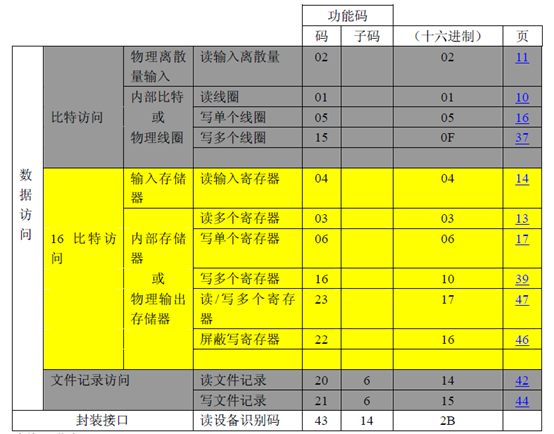 功能码
码 子码 （十六进制） 页
数据访问
比特访问
物理离散量输入 读输入离散量 02 02 11
内部比特或物理线圈
读线圈 01 01 10
写单个线圈 05 05 16
写多个线圈 15 0F 37
16 比特访问
输入存储器 读输入寄存器 04 04 14
内部存储器或物理输出存储器
读多个寄存器 03 03 13
写单个寄存器 06 06 17
写多个寄存器 16 10 39
读/写多个寄存器 23 17 47
屏蔽写寄存器 22 16 46
文件记录访问
读文件记录 20 6 14 42
写文件记录 21 6 15 44
封装接口 读设备识别码 43 14 2B